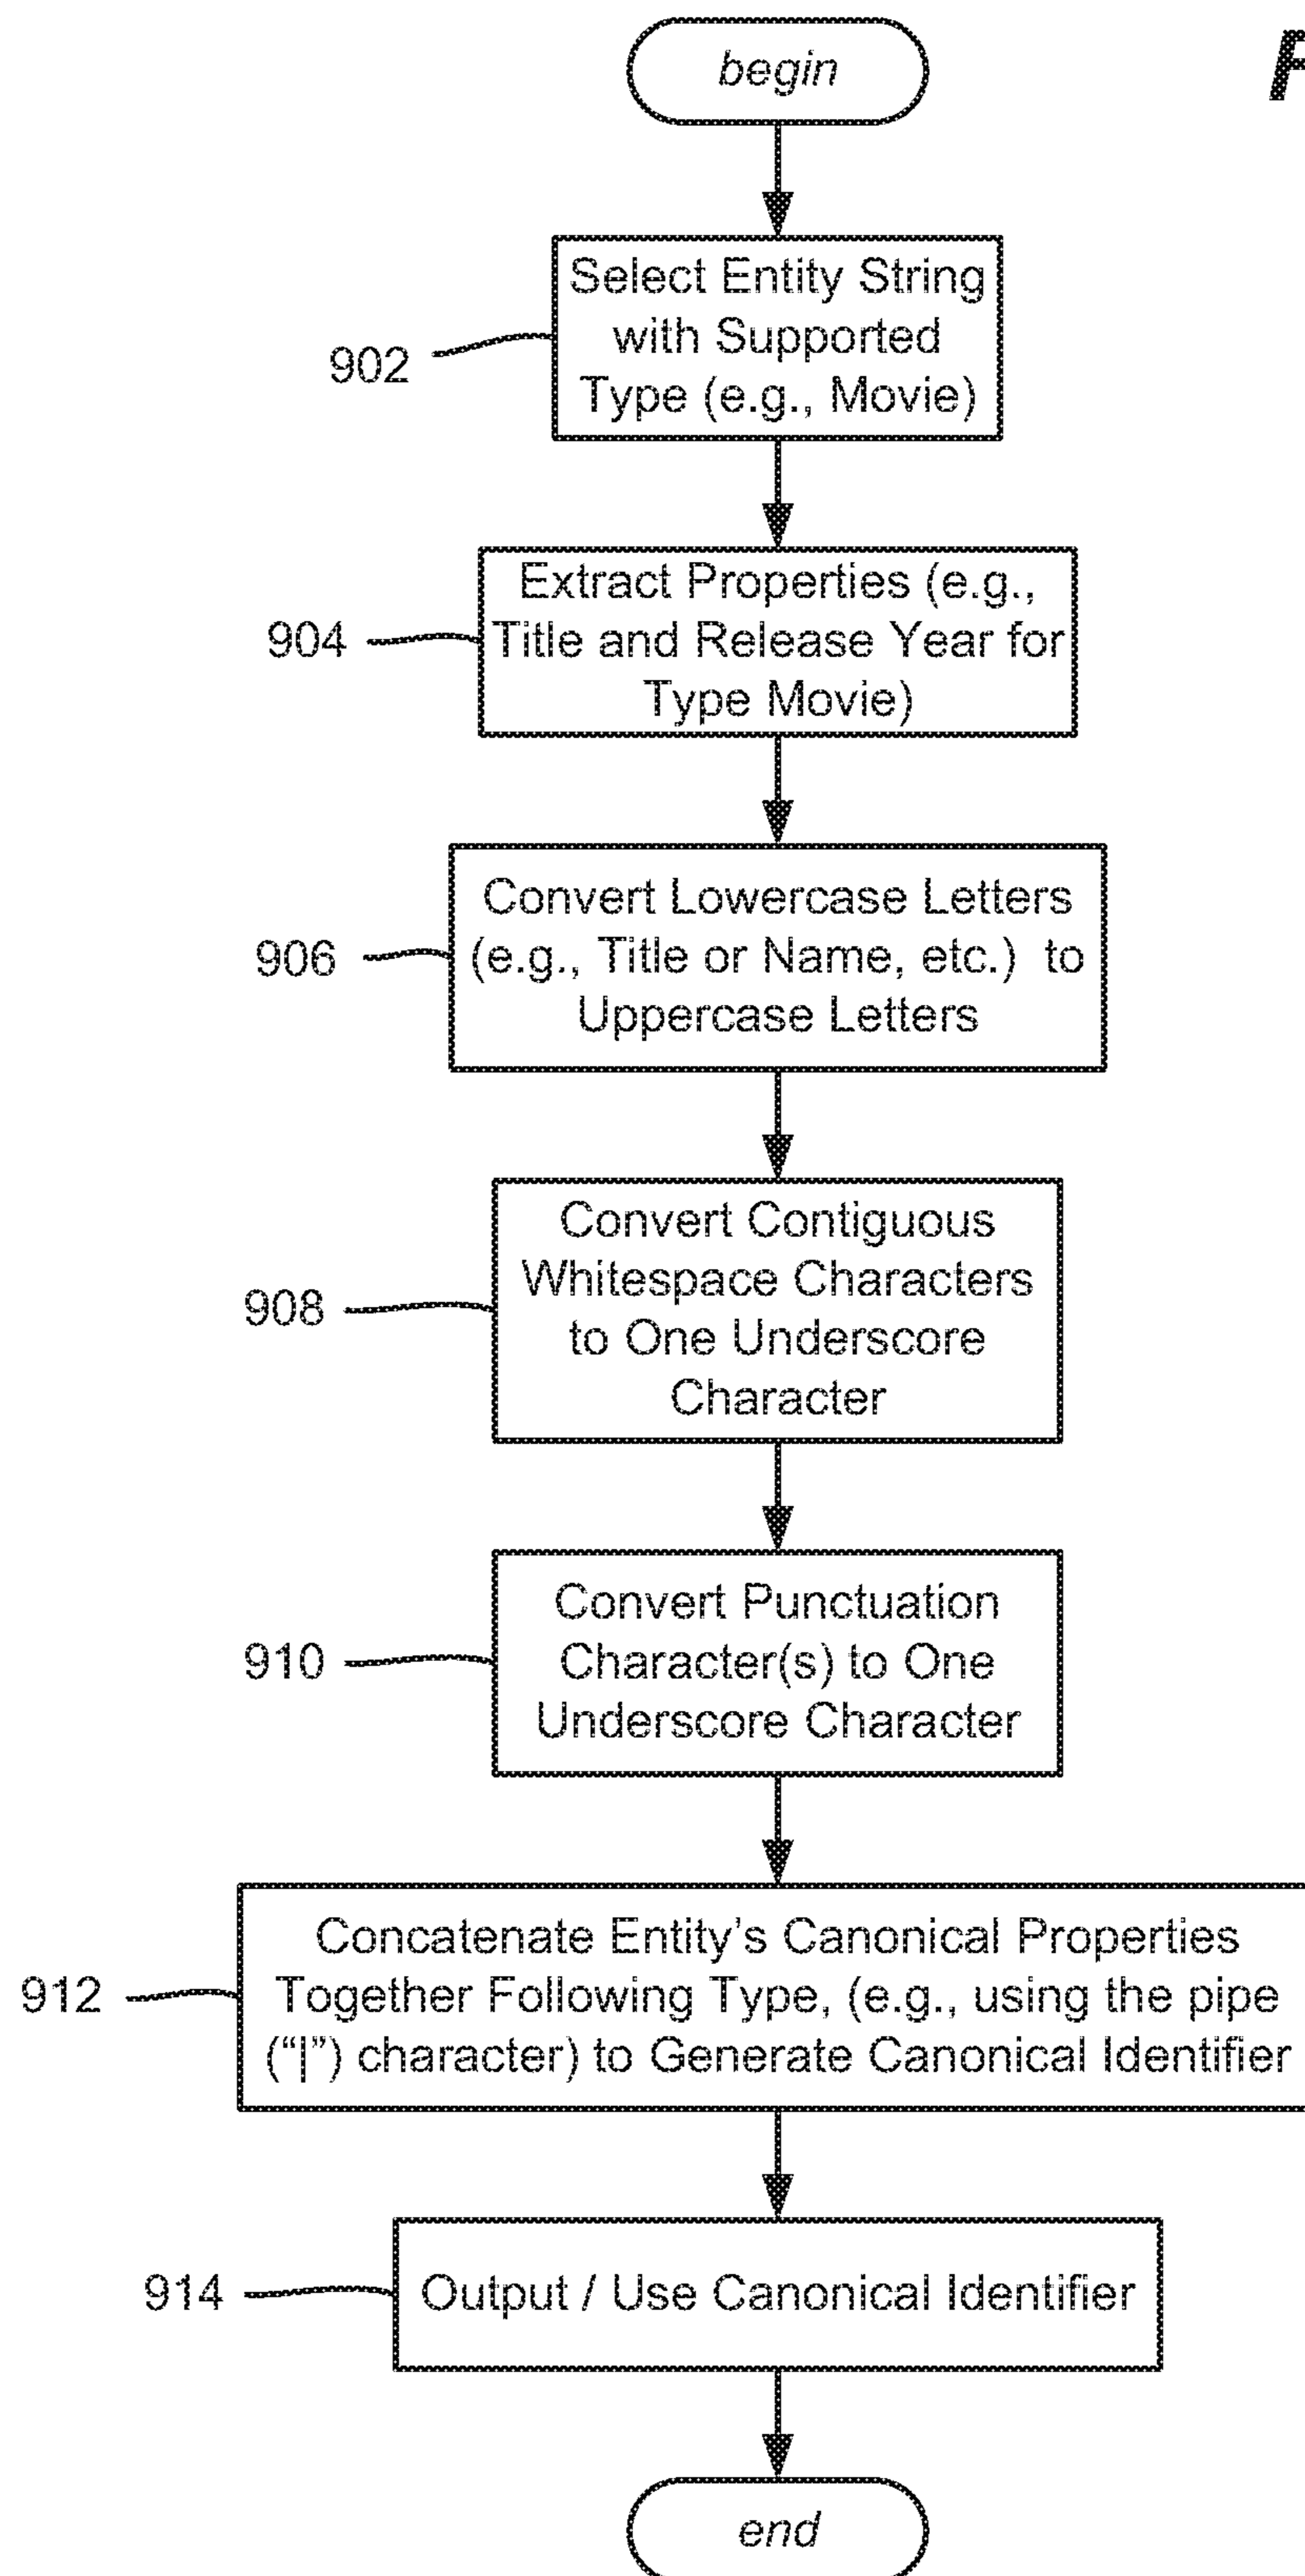 begin
Select Entity String
with Supported
Type (e.g., Movie)
902
Extract Properties (e.g.,
Title and Release Year for
Type Movie)
904
Convert Lowercase Letters
(e.g., Title or Name, etc.)  to
Uppercase Letters
906
Convert Contiguous
Whitespace Characters
to One Underscore
Character
908
Convert Punctuation
Character(s) to One
Underscore Character
910
Concatenate Entity’s Canonical Properties
Together Following Type, (e.g., using the pipe
(“|”) character) to Generate Canonical Identifier
912
Output / Use Canonical Identifier
914
end